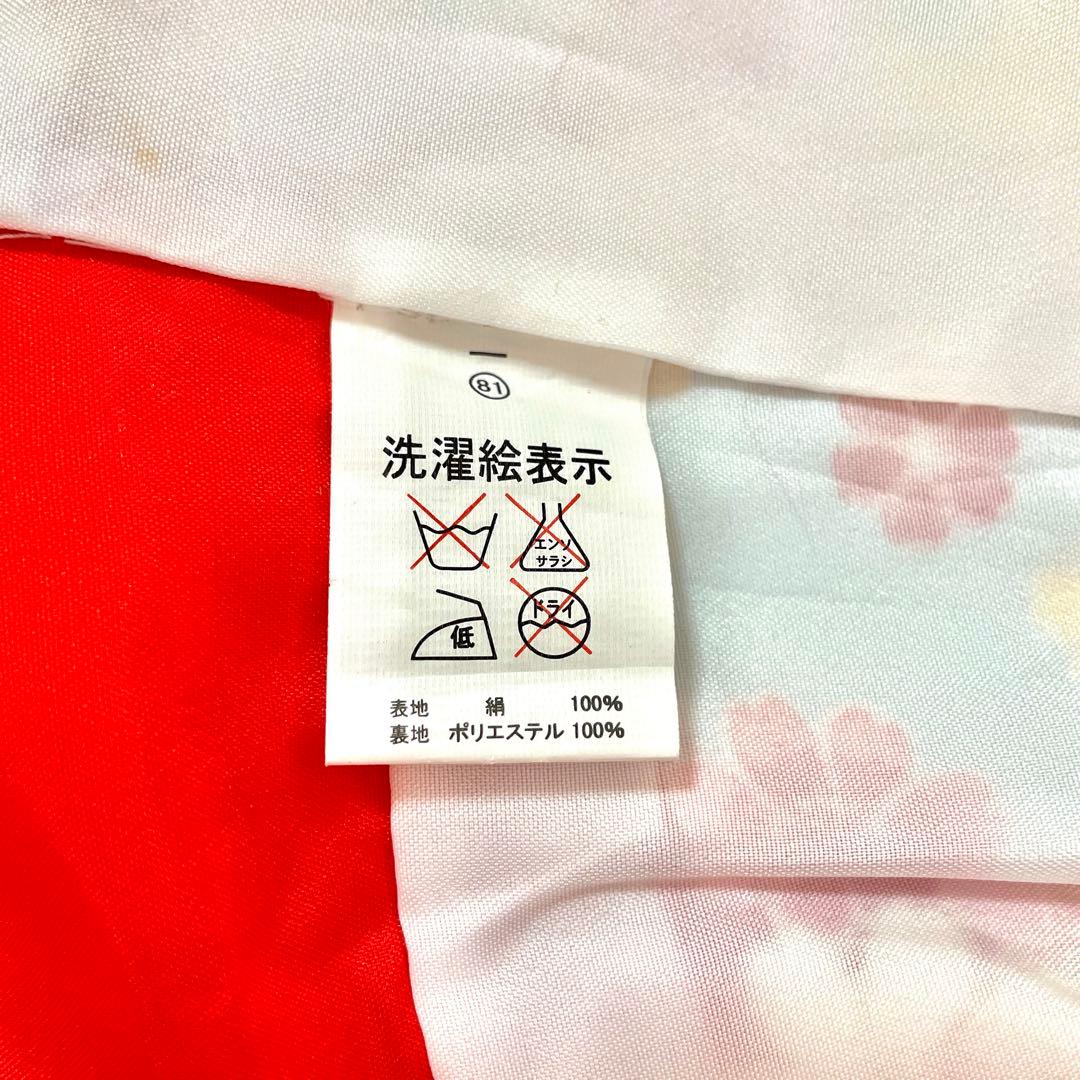 81
洗濯絵表示
エンソ
サラシ
ドライ
低
表地 絹 100%
裏地 ポリエステル 100%